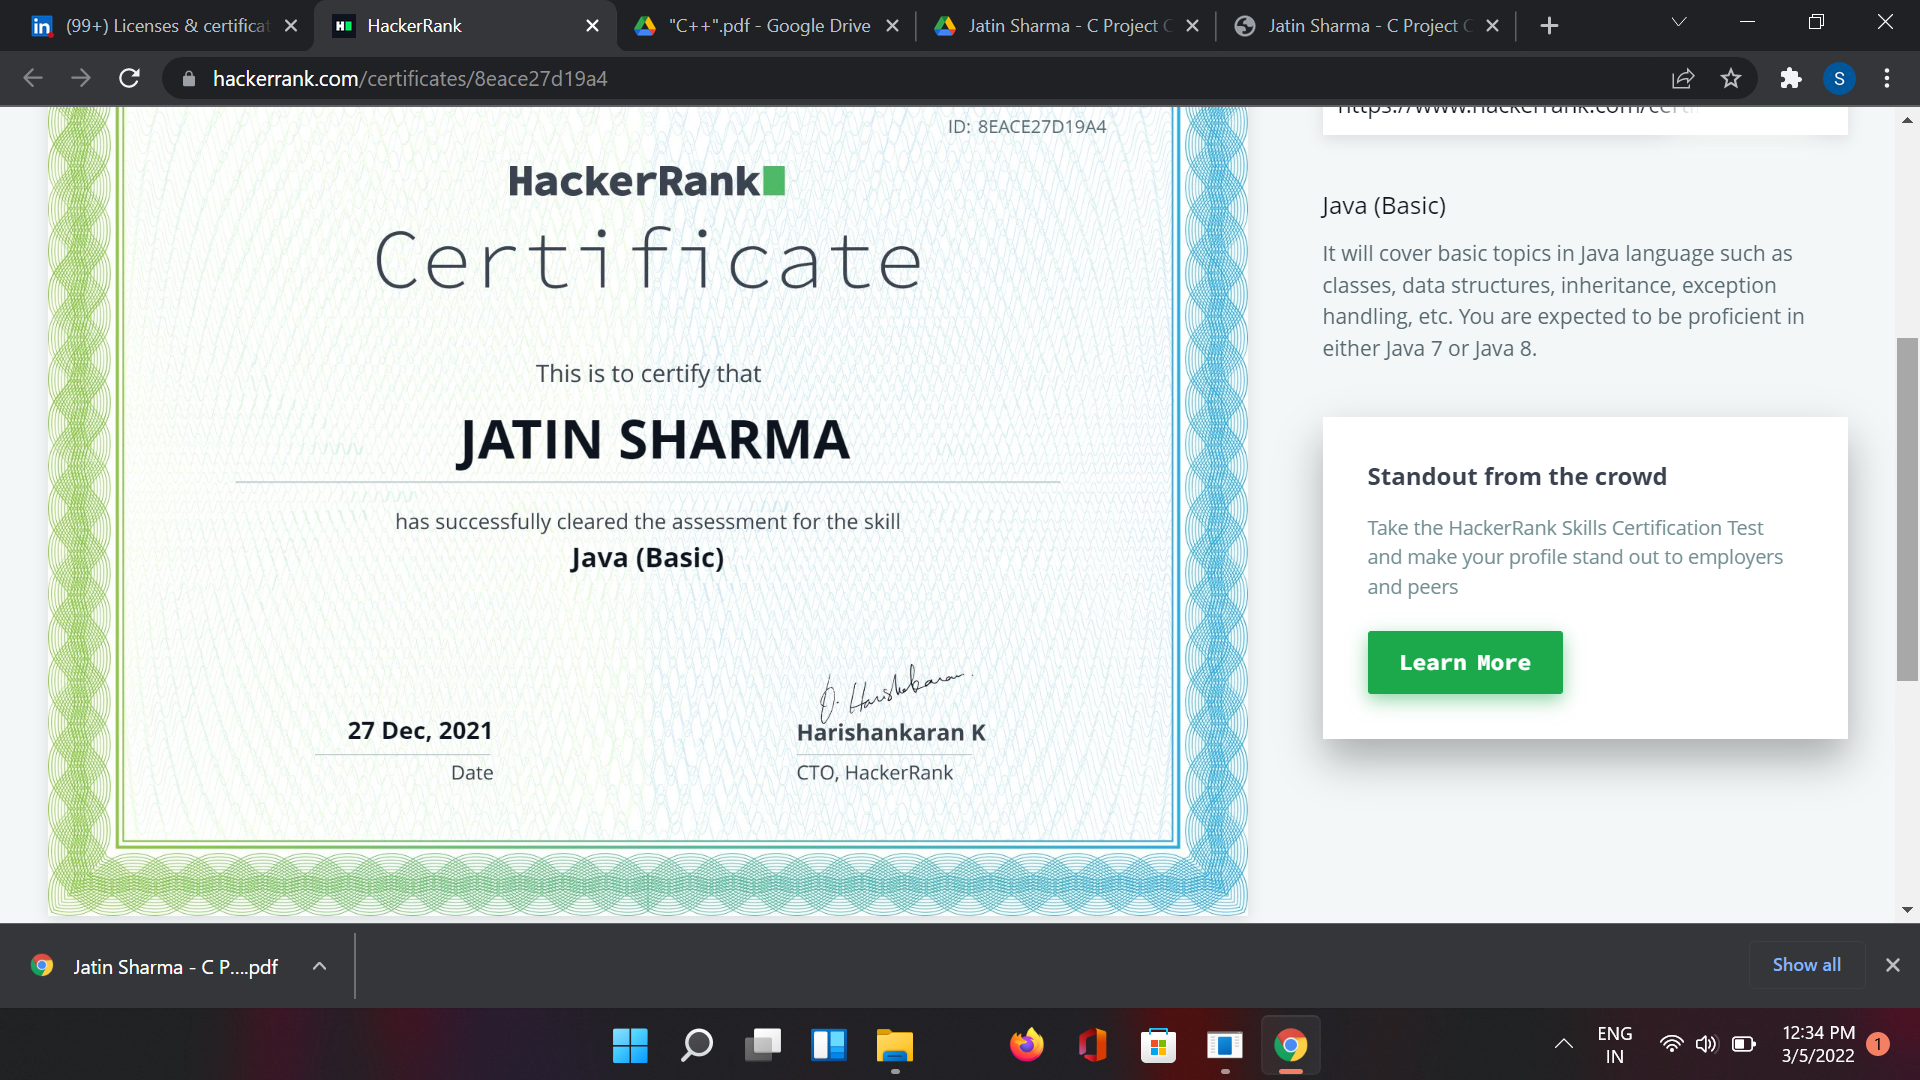 (99+) Licenses & certificat
HackerRank
"C++".pdf - Google Drive
Jatin Sharma - C Project C
Jatin Sharma - C Project C
hackerrank.com/certificates/8eace27d19a4
S
ID: 8EACE27D19A4
HackerRank
Certificate
This is to certify that
JATIN SHARMA
has successfully cleared the assessment for the skill
Java (Basic)
27 Dec, 2021
Date
Harishankaran K
CTO, HackerRank
https://www.hackerrank.com/certi
Java (Basic)
It will cover basic topics in Java language such as
classes, data structures, inheritance, exception
handling, etc. You are expected to be proficient in
either Java 7 or Java 8.
Standout from the crowd
Take the HackerRank Skills Certification Test
and make your profile stand out to employers
and peers
Learn More
Jatin Sharma - C P....pdf
Show all
ENG
IN
12:34 PM
3/5/2022
1